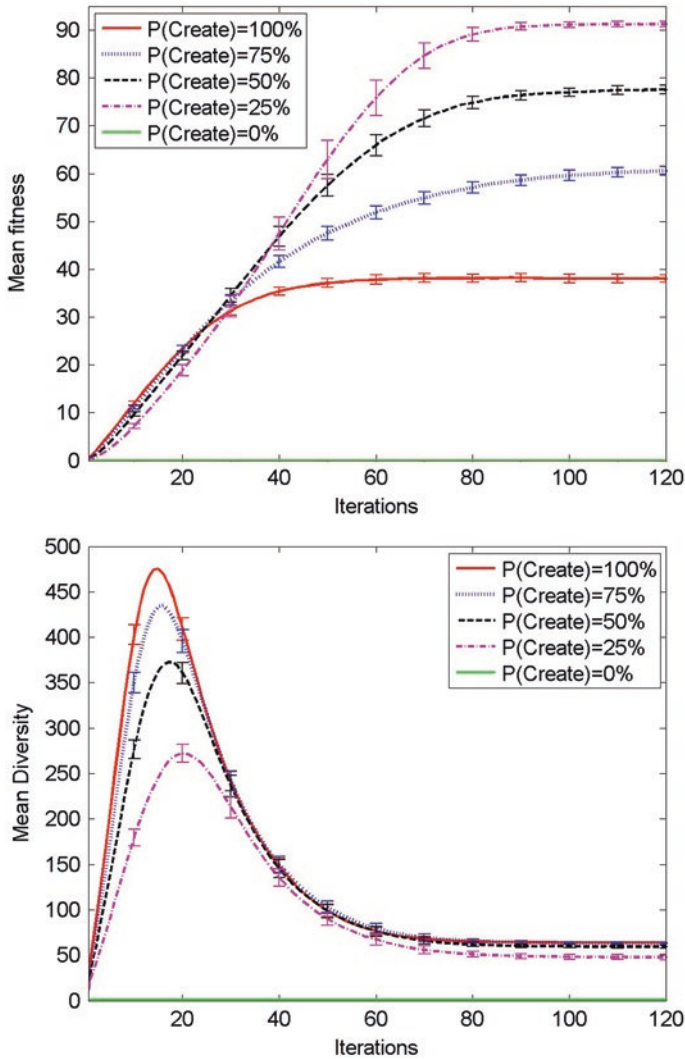 90
80
70
60
50
40
30
20
10
0
Mean fitness
P(Create)=100%
P(Create)=75%
P(Create)=50%
P(Create)=25%
P(Create)=0%
20 40 60 80 100 120
Iterations
500
450
400
350
300
250
200
150
100
50
0
Mean Diversity
P(Create)=100%
P(Create)=75%
P(Create)=50%
P(Create)=25%
P(Create)=0%
20 40 60 80 100 120
Iterations